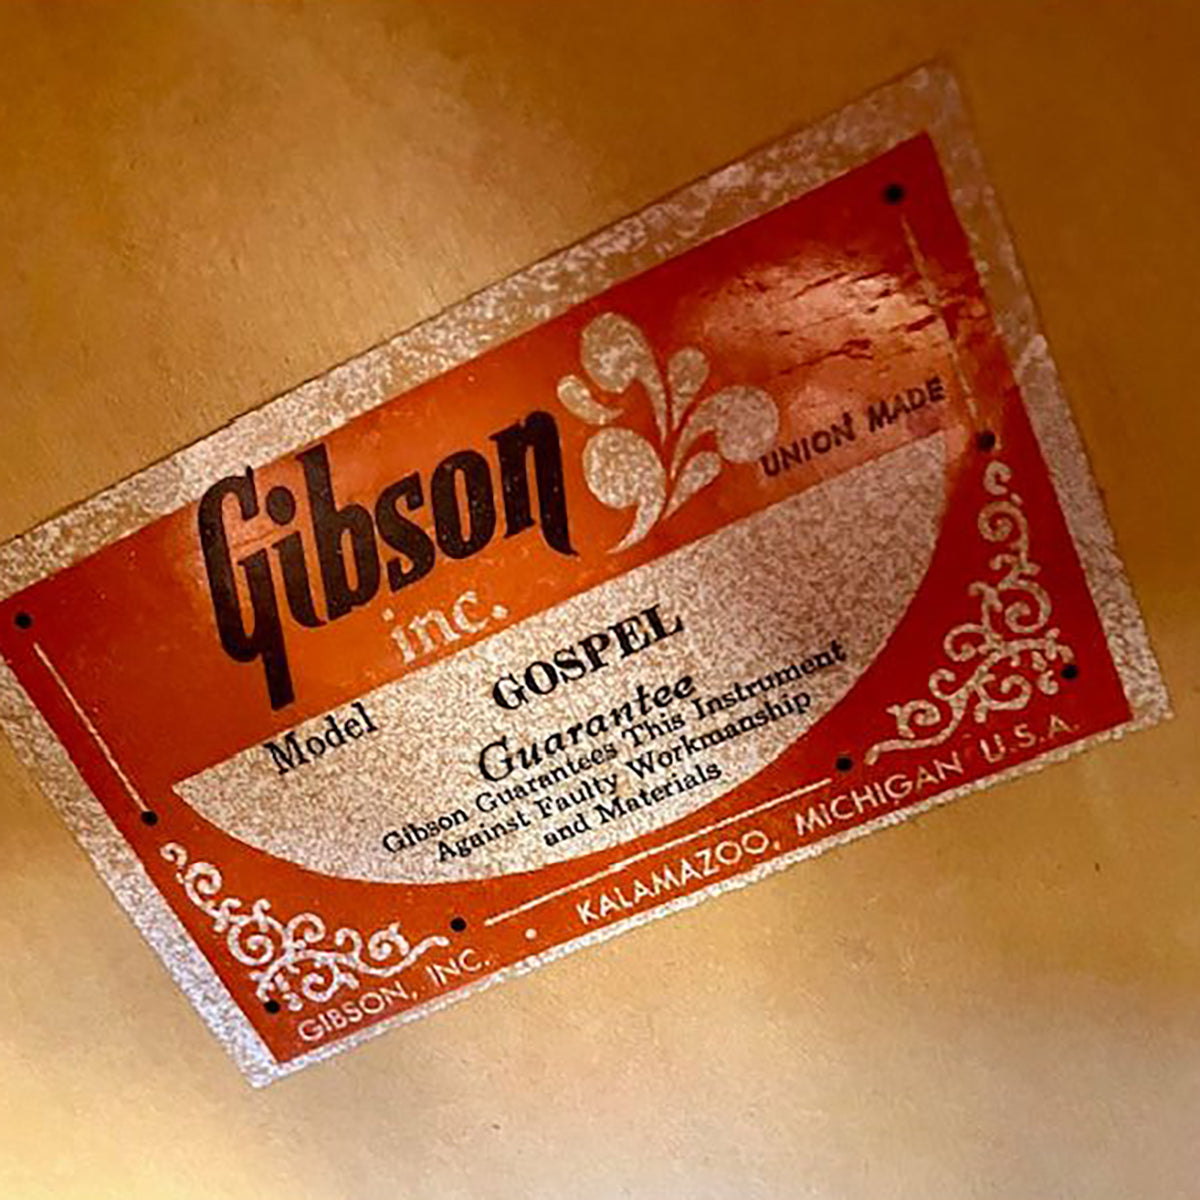 Gibson
inc.
UNION MADE
Model GOSPEL
Guarantee
Gibson Guarantees This Instrument
Against Faulty Workmanship
and Materials
GIBSON, INC. • KALAMAZOO, MICHIGAN U.S.A.